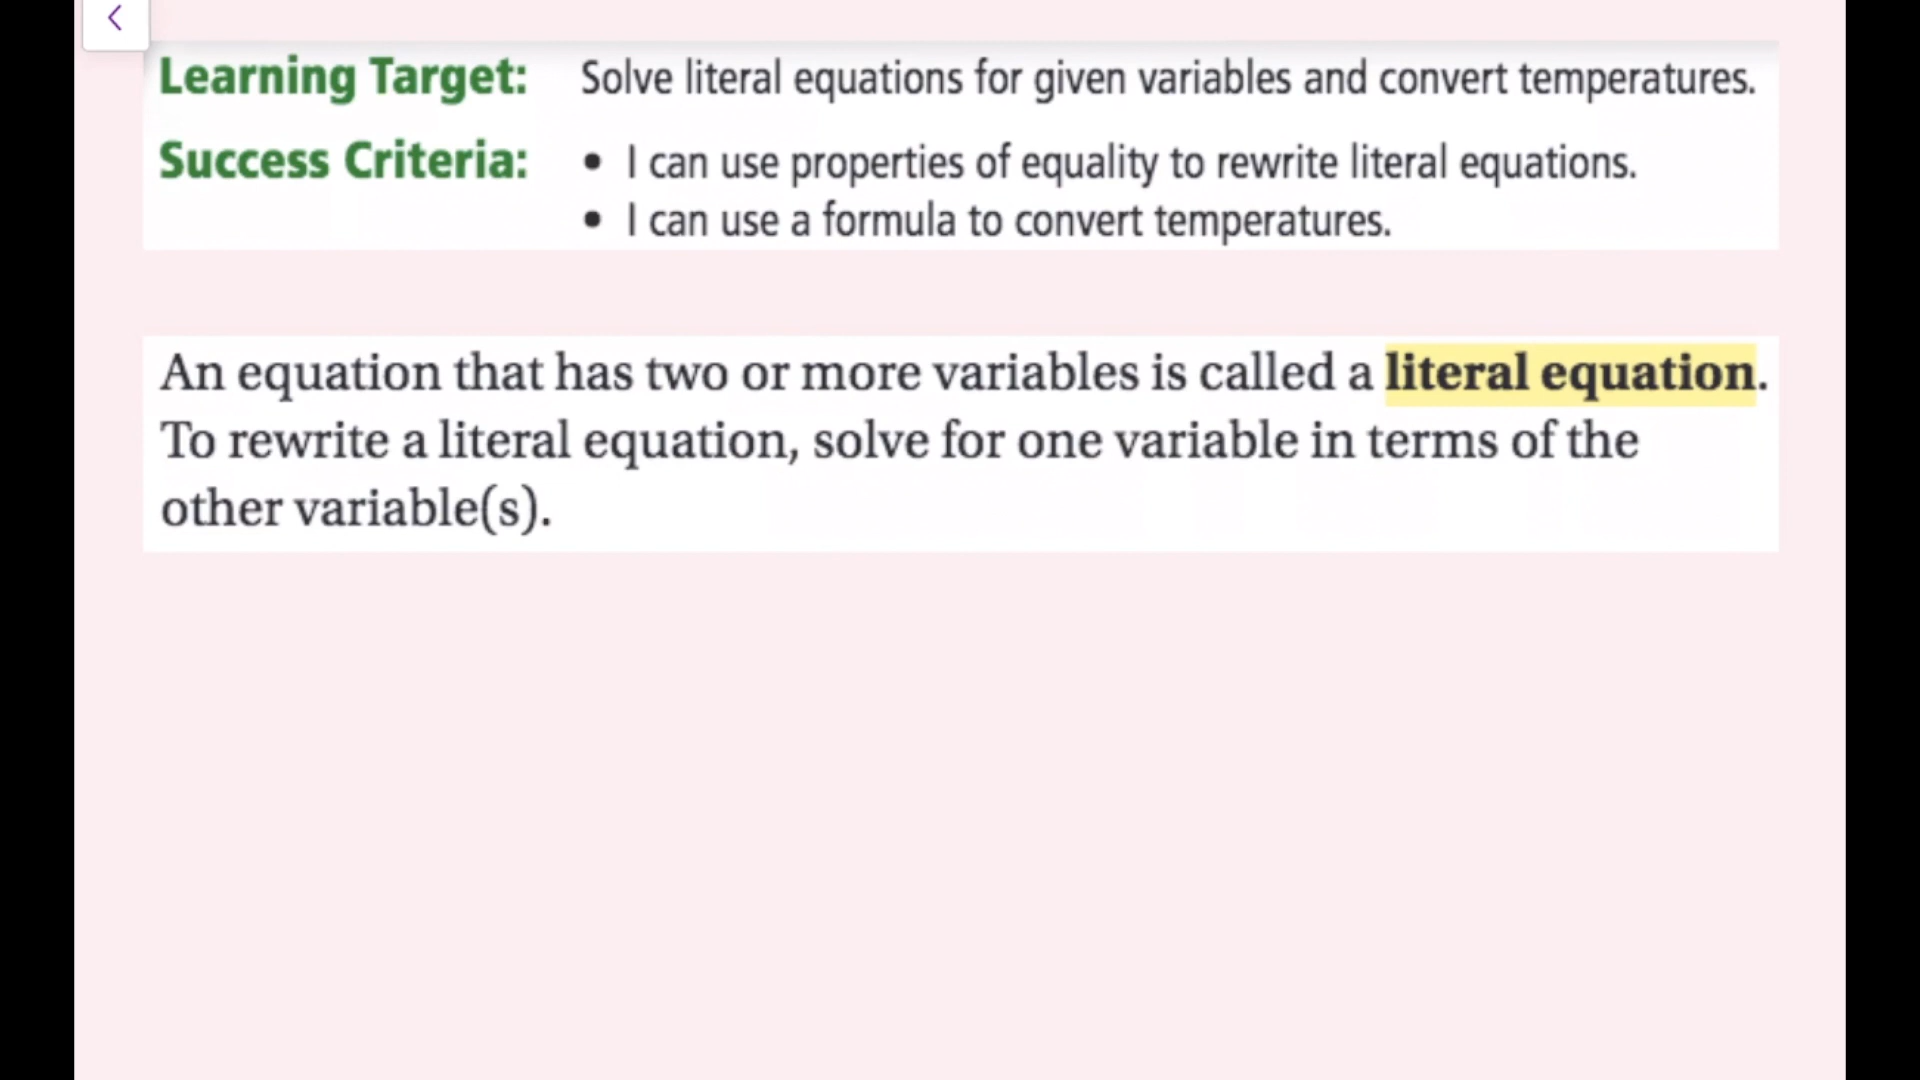 Learning Target: Solve literal equations for given variables and convert temperatures.
Success Criteria: • I can use properties of equality to rewrite literal equations.
• I can use a formula to convert temperatures.
An equation that has two or more variables is called a literal equation.
To rewrite a literal equation, solve for one variable in terms of the
other variable(s).